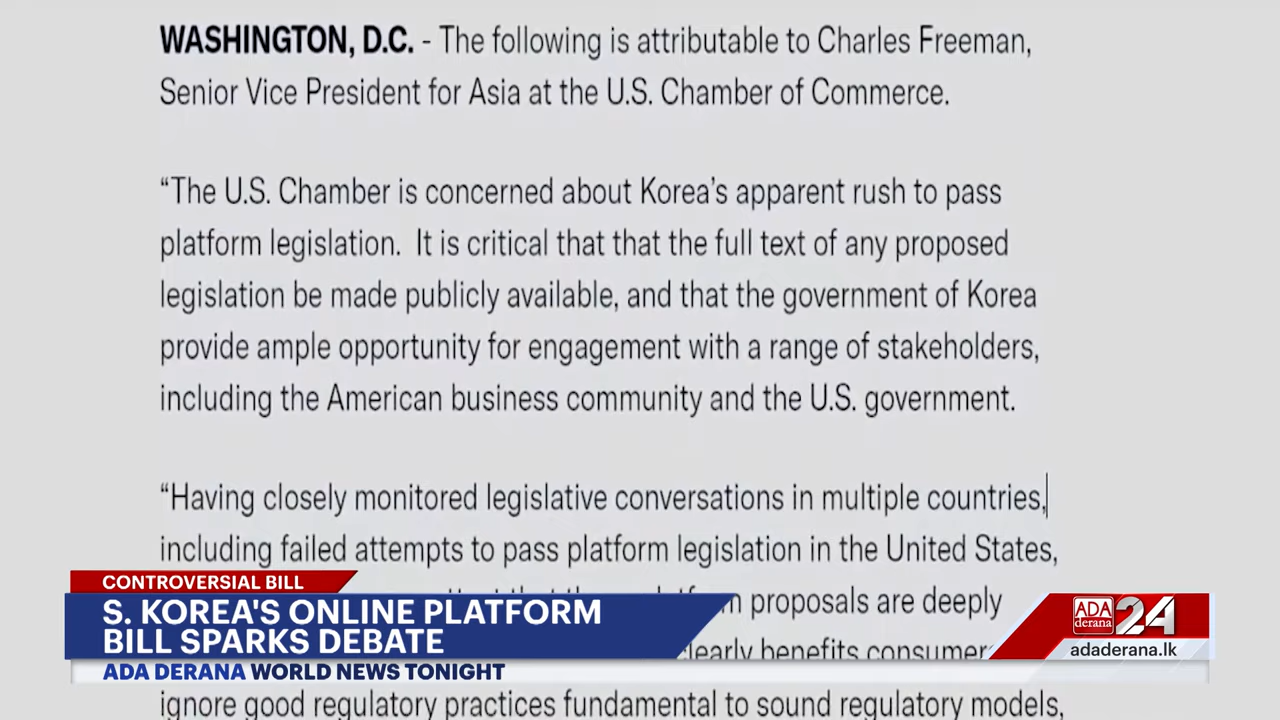 WASHINGTON, D.C. - The following is attributable to Charles Freeman,
Senior Vice President for Asia at the U.S. Chamber of Commerce.
“The U.S. Chamber is concerned about Korea’s apparent rush to pass
platform legislation. It is critical that that the full text of any proposed
legislation be made publicly available, and that the government of Korea
provide ample opportunity for engagement with a range of stakeholders,
including the American business community and the U.S. government.
“Having closely monitored legislative conversations in multiple countries,
including failed attempts to pass platform legislation in the United States,
proposals are deeply
clearly benefits consumers
ignore good regulatory practices fundamental to sound regulatory models,
CONTROVERSIAL BILL
S. KOREA'S ONLINE PLATFORM
BILL SPARKS DEBATE
ADA DERANA WORLD NEWS TONIGHT
ADA
derana
24
adaderana.lk